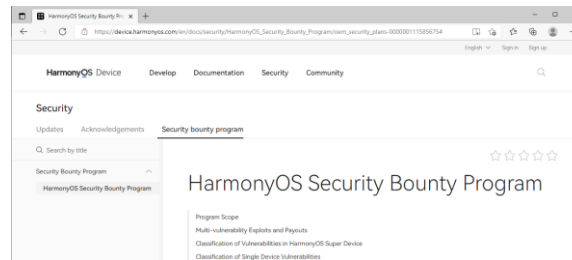 HarmonyOS Security Bounty Pro
https://device.harmonyos.com/en/docs/security/HarmonyOS_Security_Bounty_Program/oem_security_plans-0000001115856754
English Sign in Sign up
HarmonyOS Device Develop Documentation Security Community
Security
Updates Acknowledgements Security bounty program
Search by title
Security Bounty Program
HarmonyOS Security Bounty Program
HarmonyOS Security Bounty Program
Program Scope
Multi-vulnerability Exploits and Payouts
Classification of Vulnerabilities in HarmonyOS Super Device
Classification of Single Device Vulnerabilities